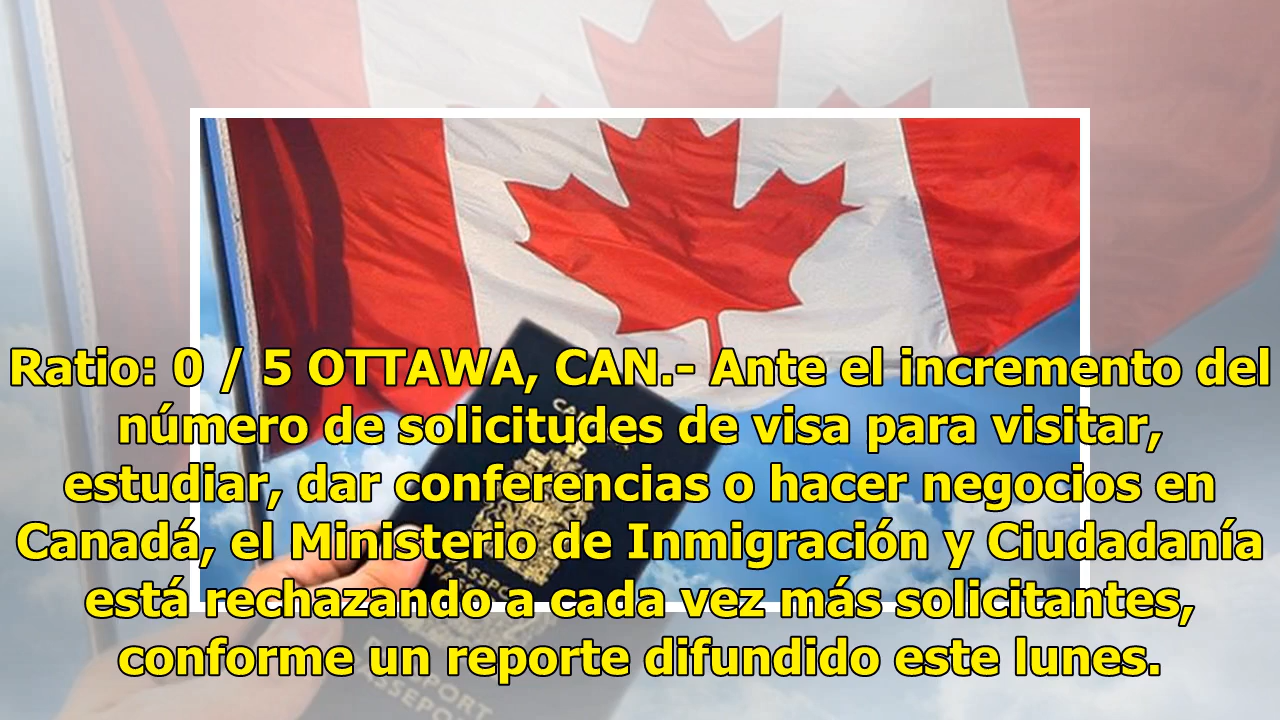 Ratio: 0 / 5 OTTAWA, CAN.- Ante el incremento del
número de solicitudes de visa para visitar,
estudiar, dar conferencias o hacer negocios en
Canadá, el Ministerio de Inmigración y Ciudadanía
está rechazando a cada vez más solicitantes,
conforme un reporte difundido este lunes.